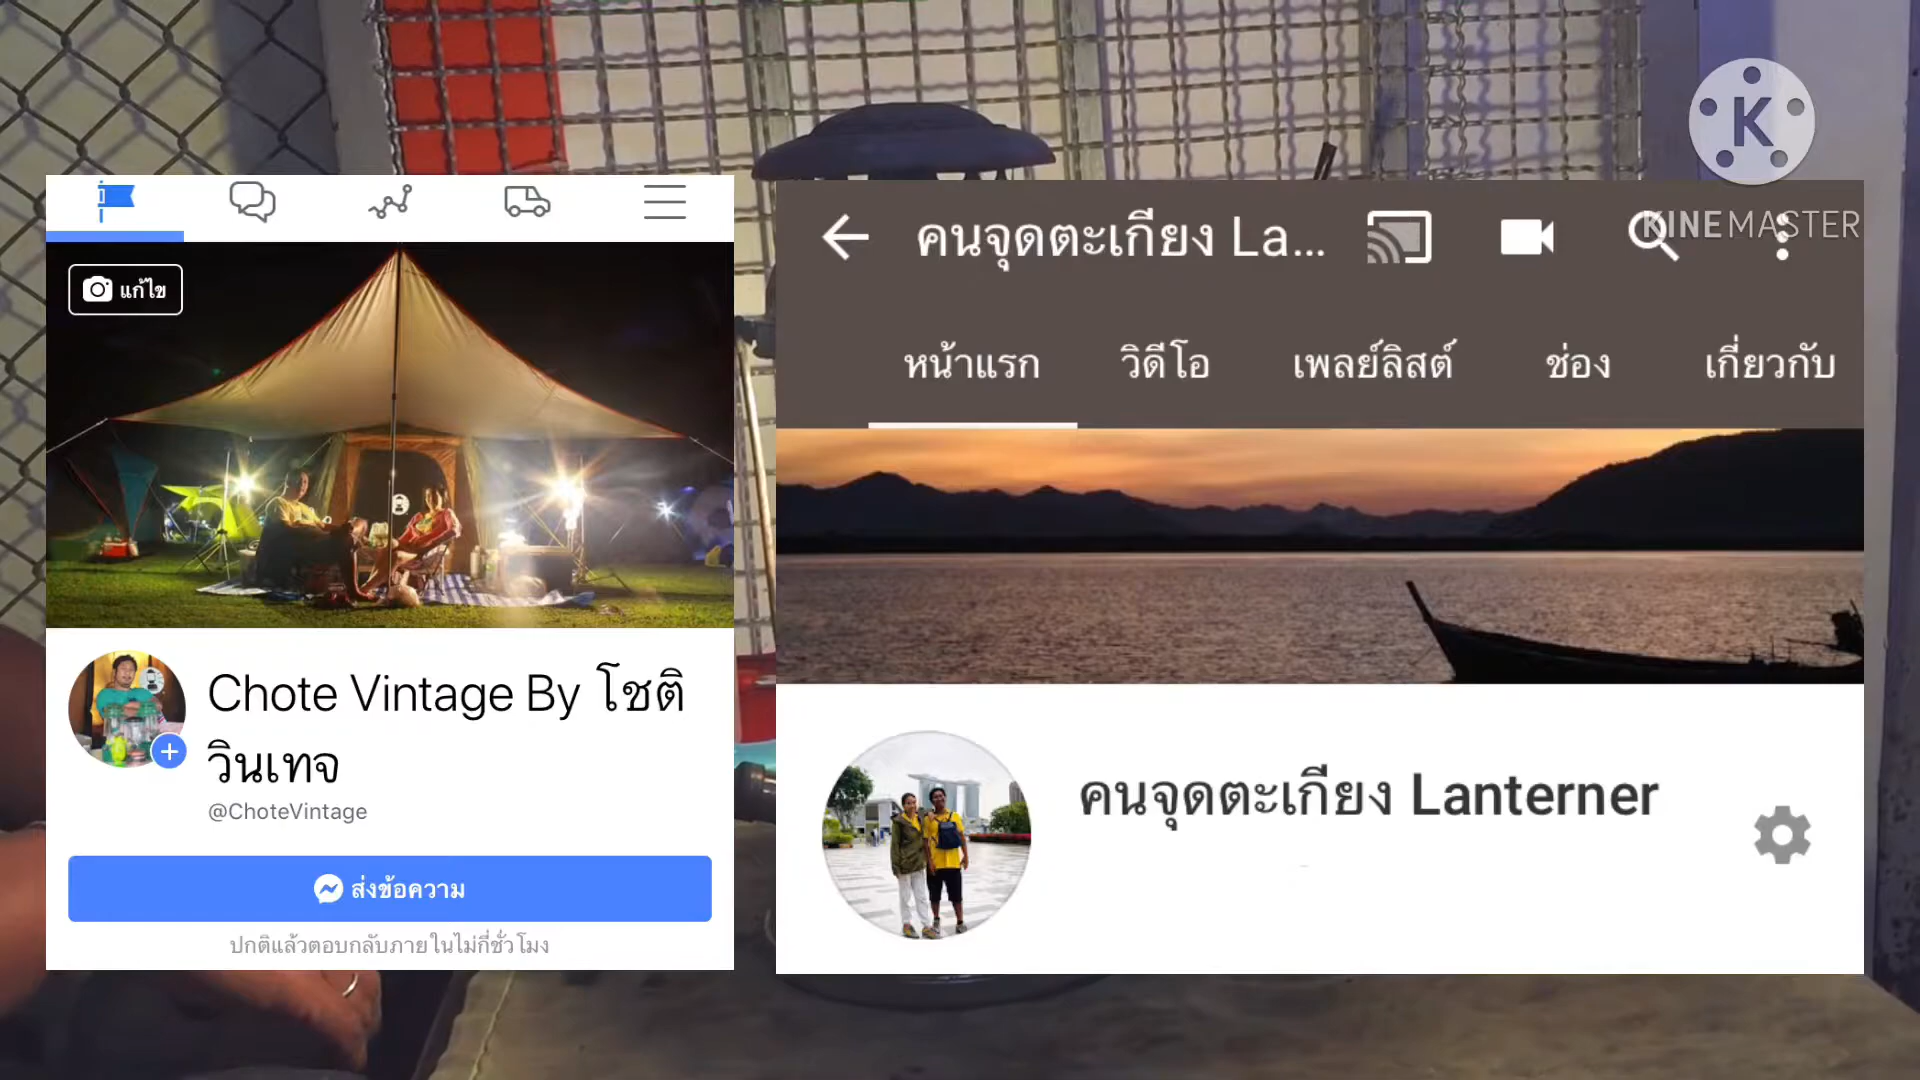 แก้ไข
Chote Vintage By โชติ
วินเทจ
@ChoteVintage
ส่งข้อความ
ปกติแล้วตอบกลับภายในไม่กี่ชั่วโมง
คนจุดตะเกียง La...
หน้าแรก วิดีโอ เพลย์ลิสต์ ช่อง เกี่ยวกับ
คนจุดตะเกียง Lanterner
K
KINEMASTER